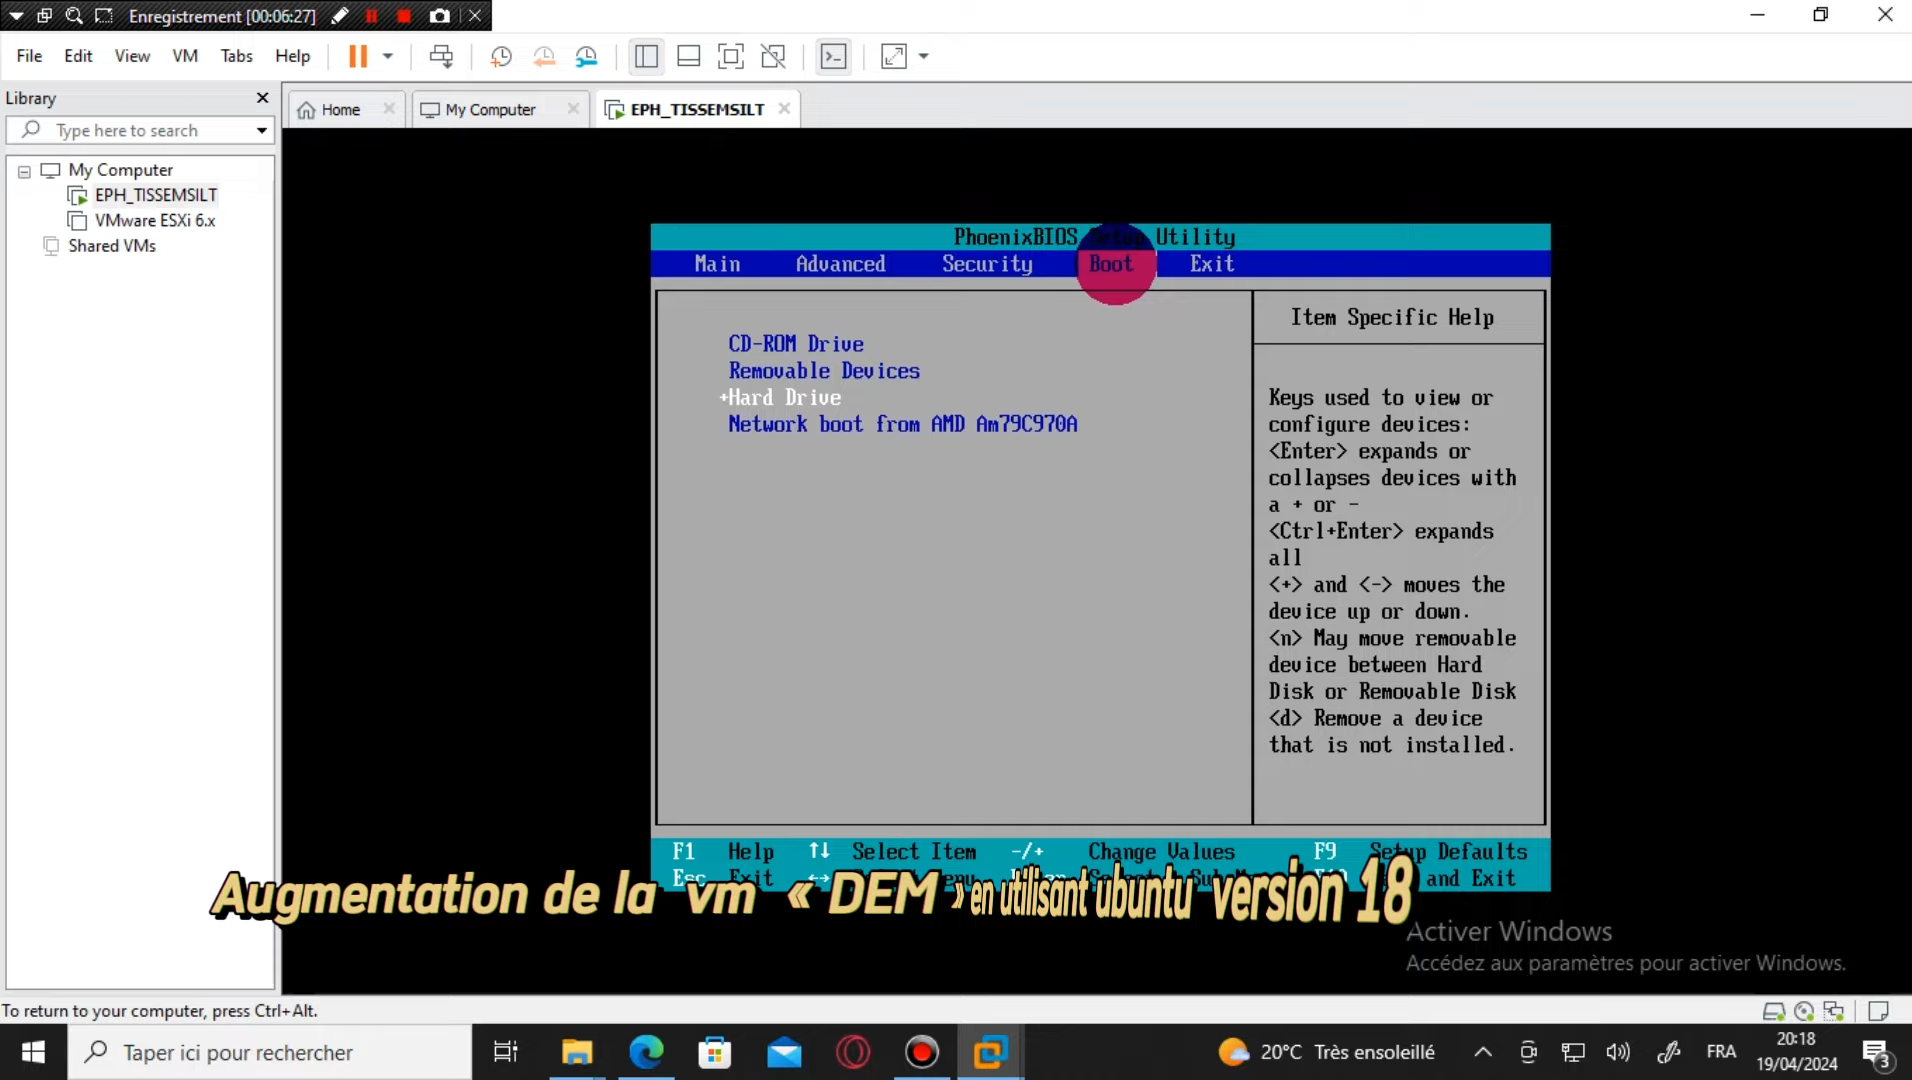 Enregistrement [00:06:27]
File Edit View VM Tabs Help
Library
Home
My Computer
EPH_TISSEMSILT
Type here to search
My Computer
EPH_TISSEMSILT
VMware ESXi 6.x
Shared VMs
PhoenixBIOS Setup Utility
Main Advanced Security Boot Exit
CD-ROM Drive
Removable Devices
+Hard Drive
Network boot from AMD Am79C970A
Item Specific Help
Keys used to view or
configure devices:
<Enter> expands or
collapses devices with
a + or -
<Ctrl+Enter> expands
all
<+> and <-> moves the
device up or down.
<n> May move removable
device between Hard
Disk or Removable Disk
<d> Remove a device
that is not installed.
F1 Help ↑↓ Select Item -/+ Change Values F9 Setup Defaults
Esc Exit ↔ and Exit
Augmentation de la vm « DEM » en utilisant ubuntu version 18
Activer Windows
Accédez aux paramètres pour activer Windows.
To return to your computer, press Ctrl+Alt.
Taper ici pour rechercher
20°C Très ensoleillé
FRA
20:18
19/04/2024
3